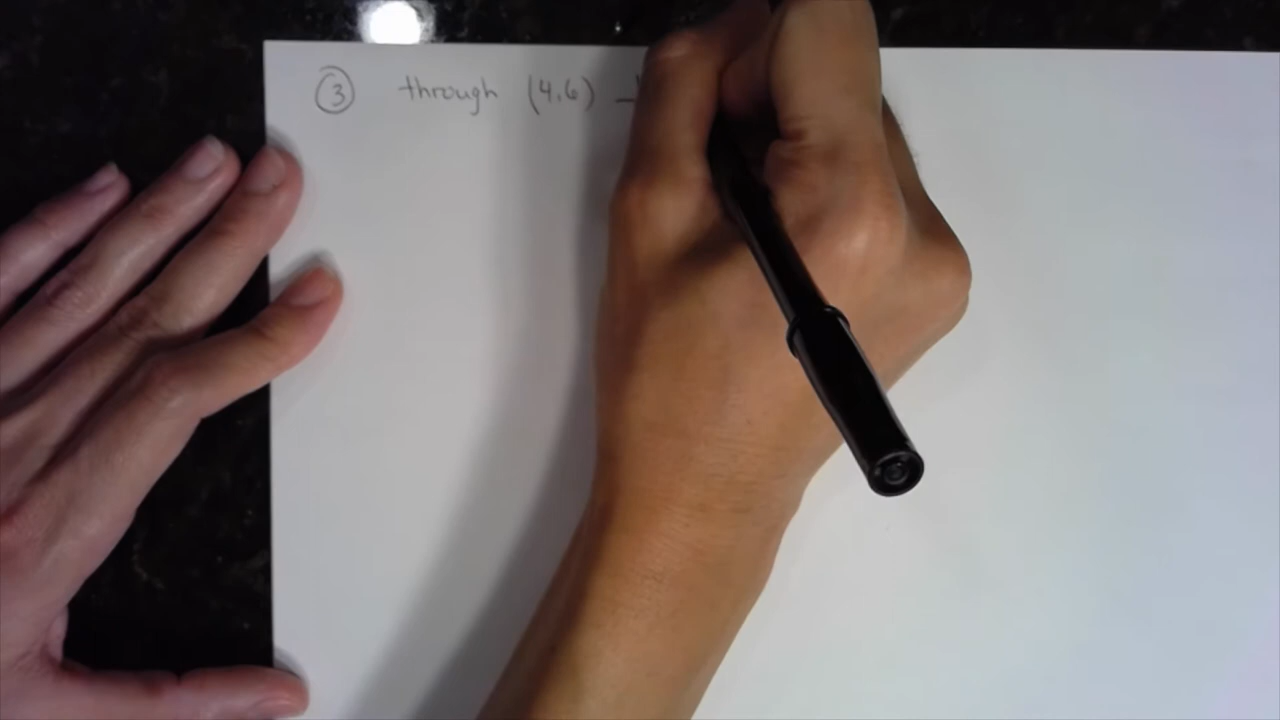 ③ through (4,6) ⊥